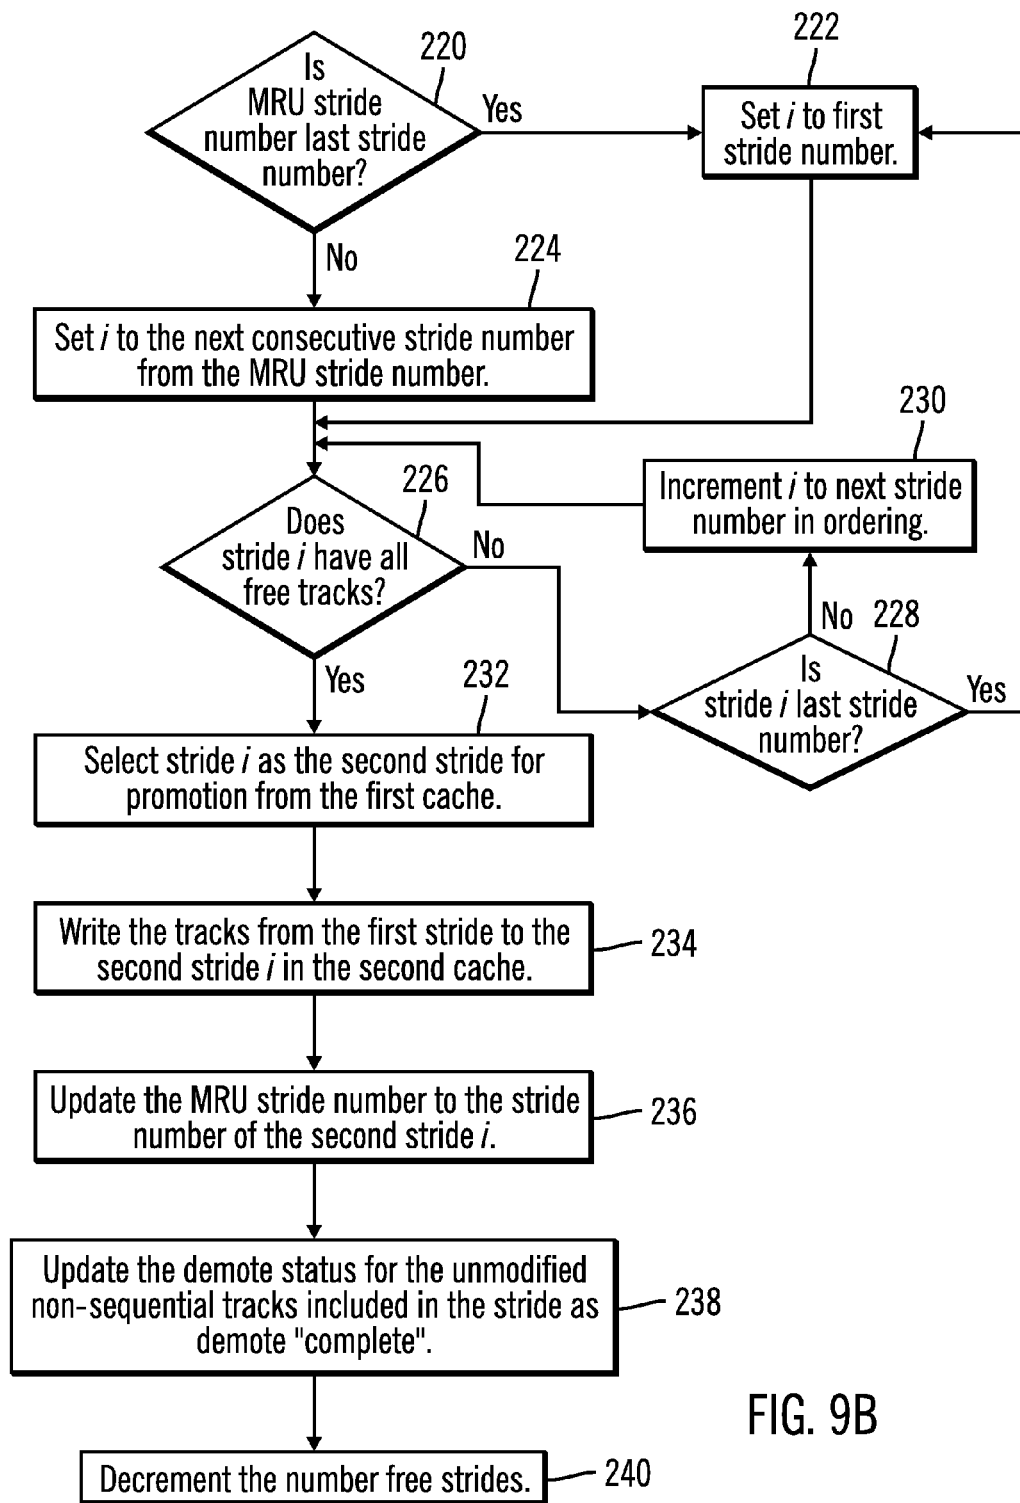 220
Is
MRU stride
number last stride
number?
Yes
222
Set i to first
stride number.
No
224
Set i to the next consecutive stride number
from the MRU stride number.
230
Increment i to next stride
number in ordering.
226
Does
stride i have all
free tracks?
No
No
228
Is
stride i last stride
number?
Yes
Yes
232
Select stride i as the second stride for
promotion from the first cache.
Write the tracks from the first stride to the
second stride i in the second cache.
234
Update the MRU stride number to the stride
number of the second stride i.
236
Update the demote status for the unmodified
non-sequential tracks included in the stride as
demote "complete".
238
FIG. 9B
Decrement the number free strides.
240